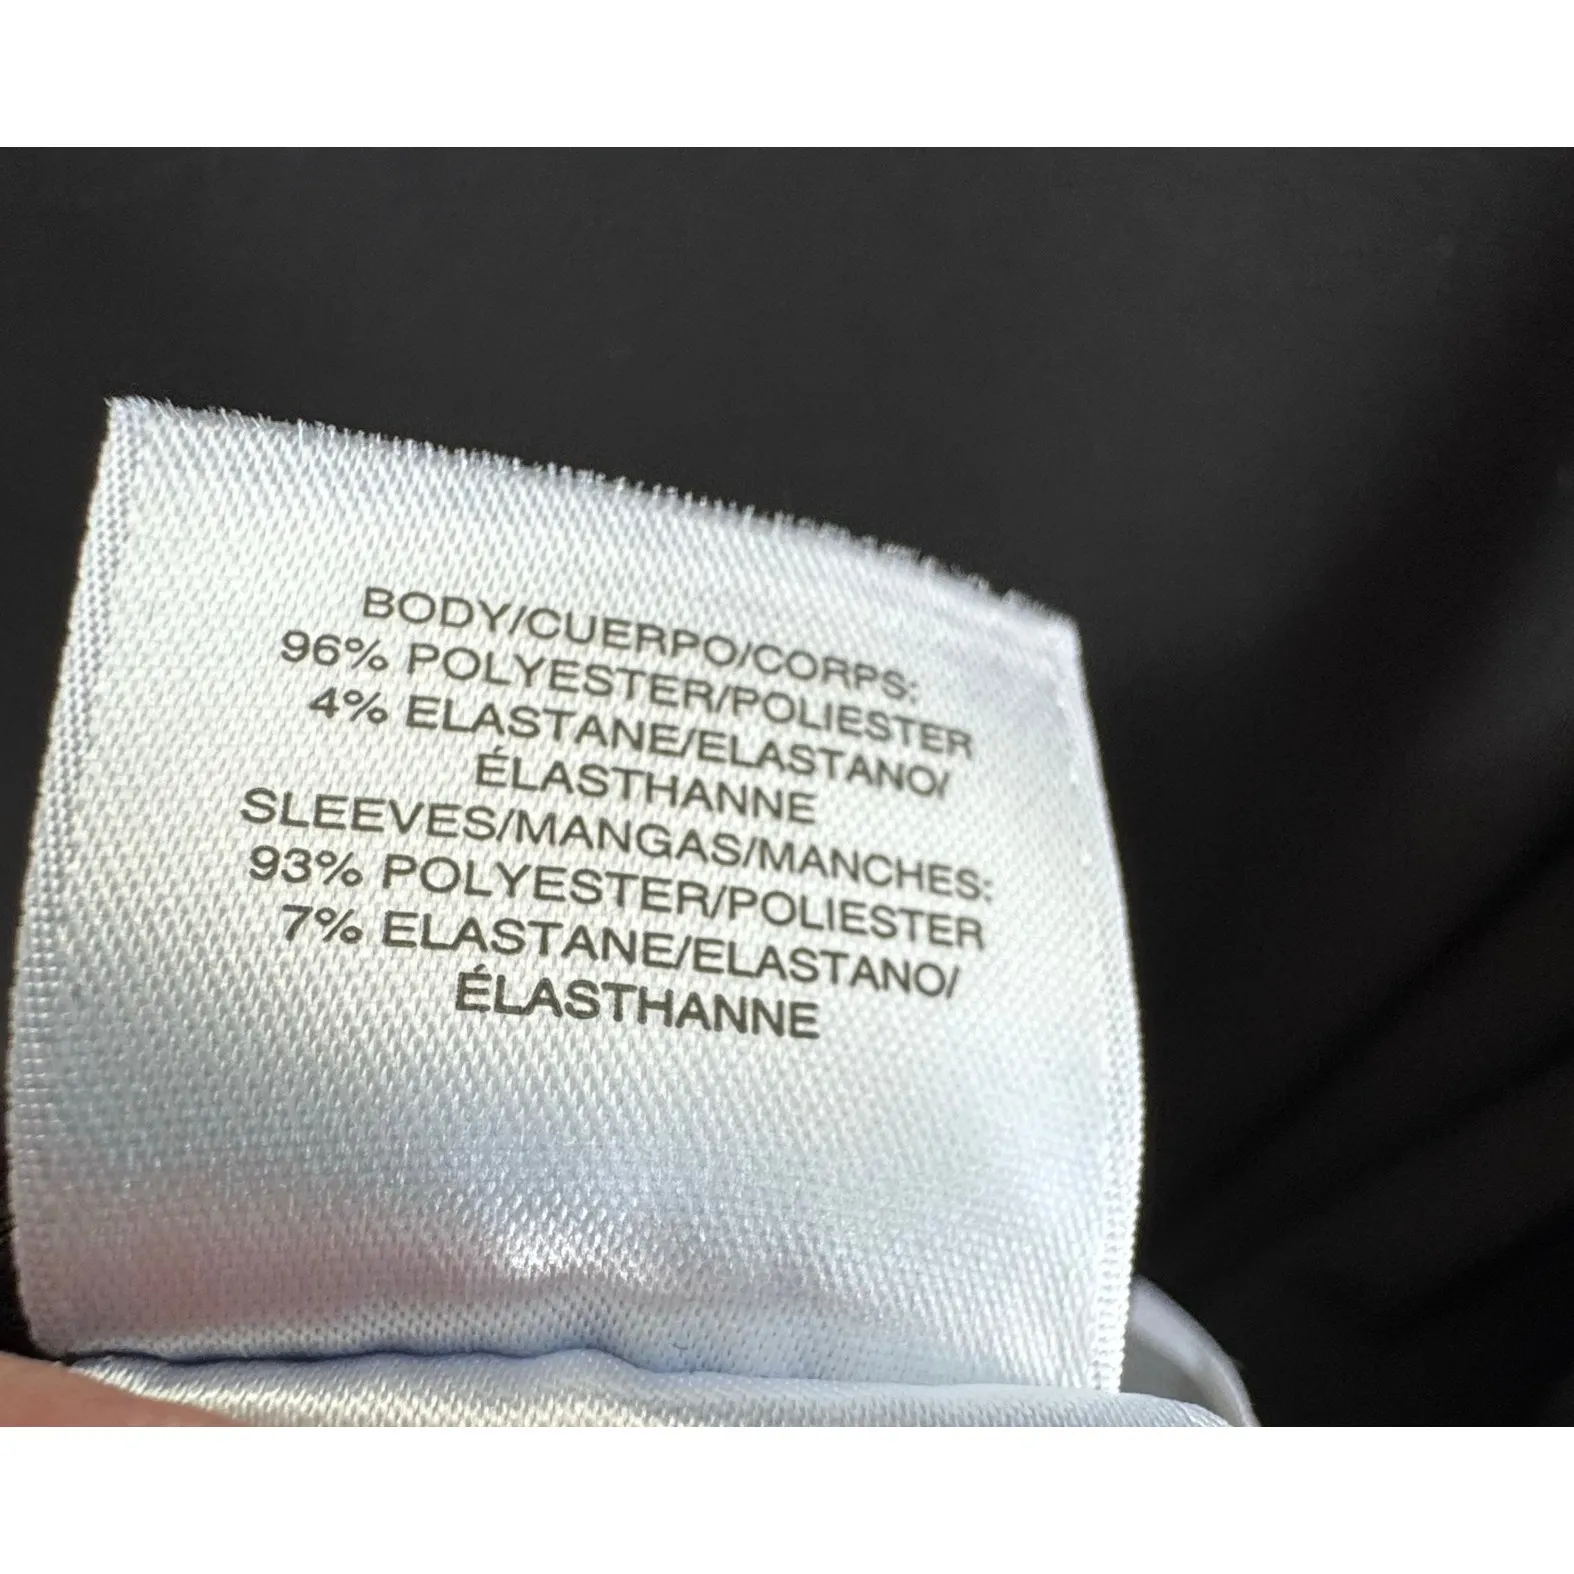 BODY/CUERPO/CORPS:
96% POLYESTER/POLIESTER
4% ELASTANE/ELASTANO/
ÉLASTHANNE
SLEEVES/MANGAS/MANCHES:
93% POLYESTER/POLIESTER
7% ELASTANE/ELASTANO/
ÉLASTHANNE